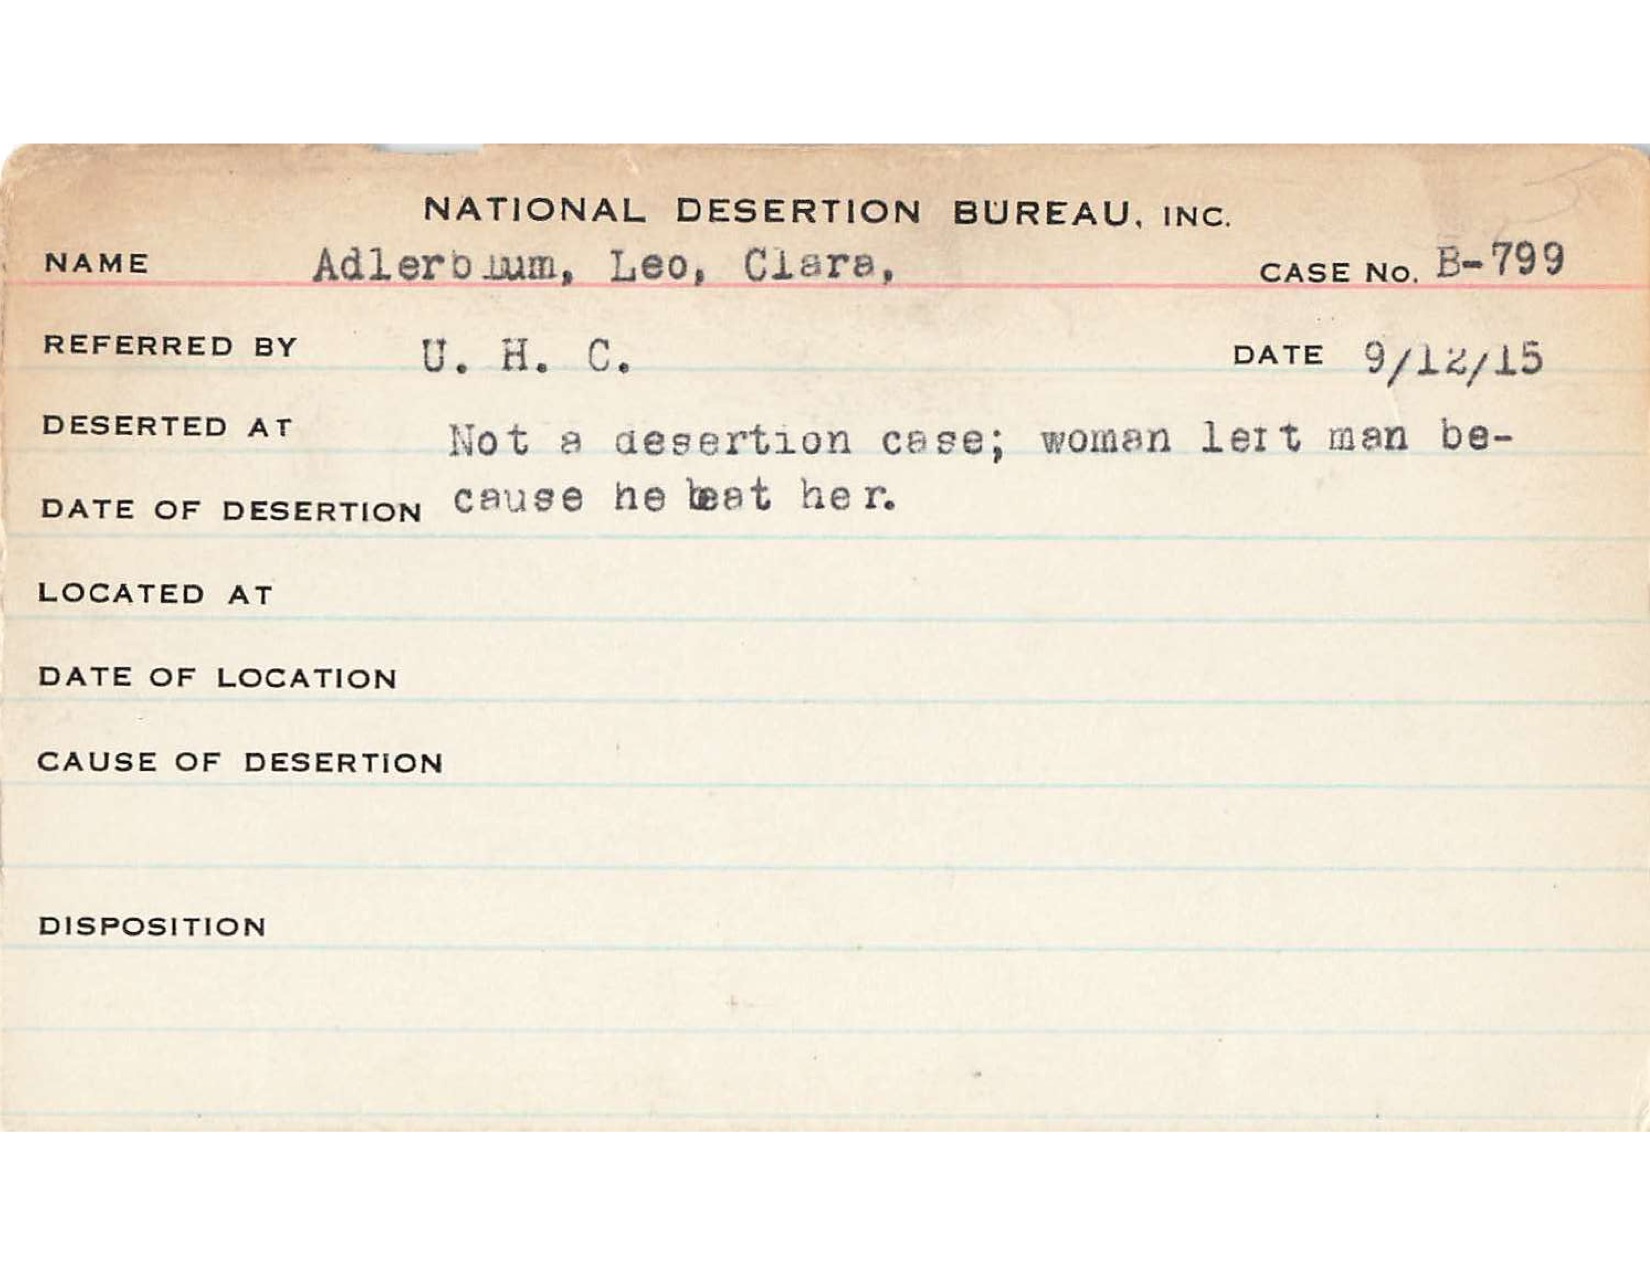 NATIONAL DESERTION BUREAU, INC.
NAME Adlerblum, Leo, Clara, CASE No. B-799
REFERRED BY U. H. C. DATE 9/12/15
DESERTED AT Not a desertion case; woman left man be-
DATE OF DESERTION cause he beat her.
LOCATED AT
DATE OF LOCATION
CAUSE OF DESERTION
DISPOSITION